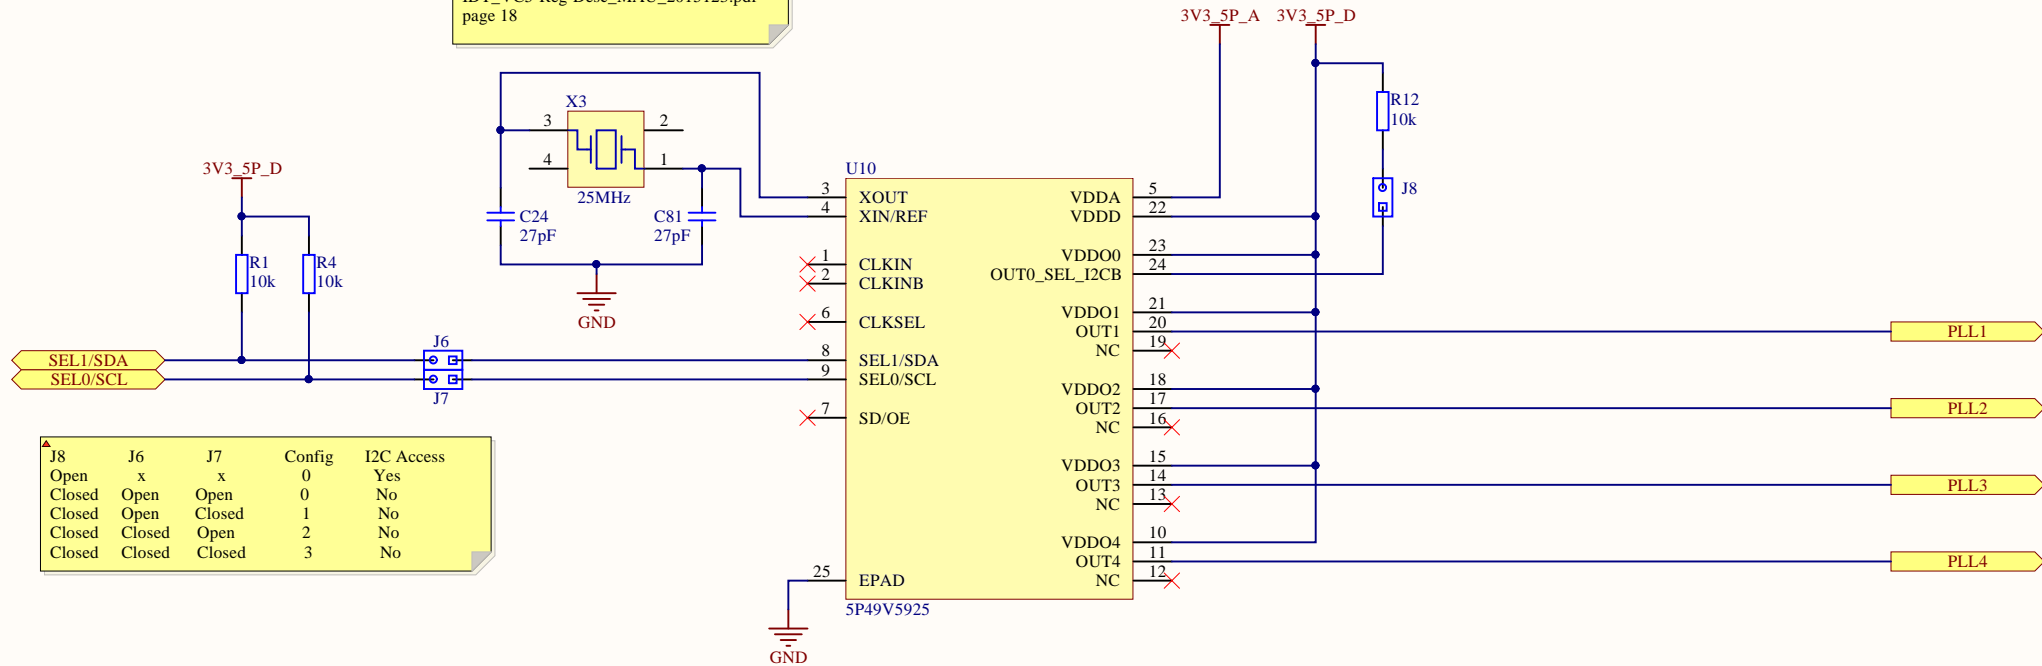 page 18
3V3_5P_A 3V3_5P_D
X3
3 2
4 1
25MHz
R12
10k
J8
3V3_5P_D
C24
27pF
C81
27pF
GND
R1
10k
R4
10k
SEL1/SDA
SEL0/SCL
J6
J7
U10
3 XOUT
4 XIN/REF
1 CLKIN
2 CLKINB
6 CLKSEL
8 SEL1/SDA
9 SEL0/SCL
7 SD/OE
25 EPAD
VDDA 5
VDDD 22
VDDO0 23
OUT0_SEL_I2CB 24
VDDO1 21
OUT1 20
NC 19
VDDO2 18
OUT2 17
NC 16
VDDO3 15
OUT3 14
NC 13
VDDO4 10
OUT4 11
NC 12
5P49V5925
GND
PLL1
PLL2
PLL3
PLL4
J8 J6 J7 Config I2C Access
Open x x 0 Yes
Closed Open Open 0 No
Closed Open Closed 1 No
Closed Closed Open 2 No
Closed Closed Closed 3 No